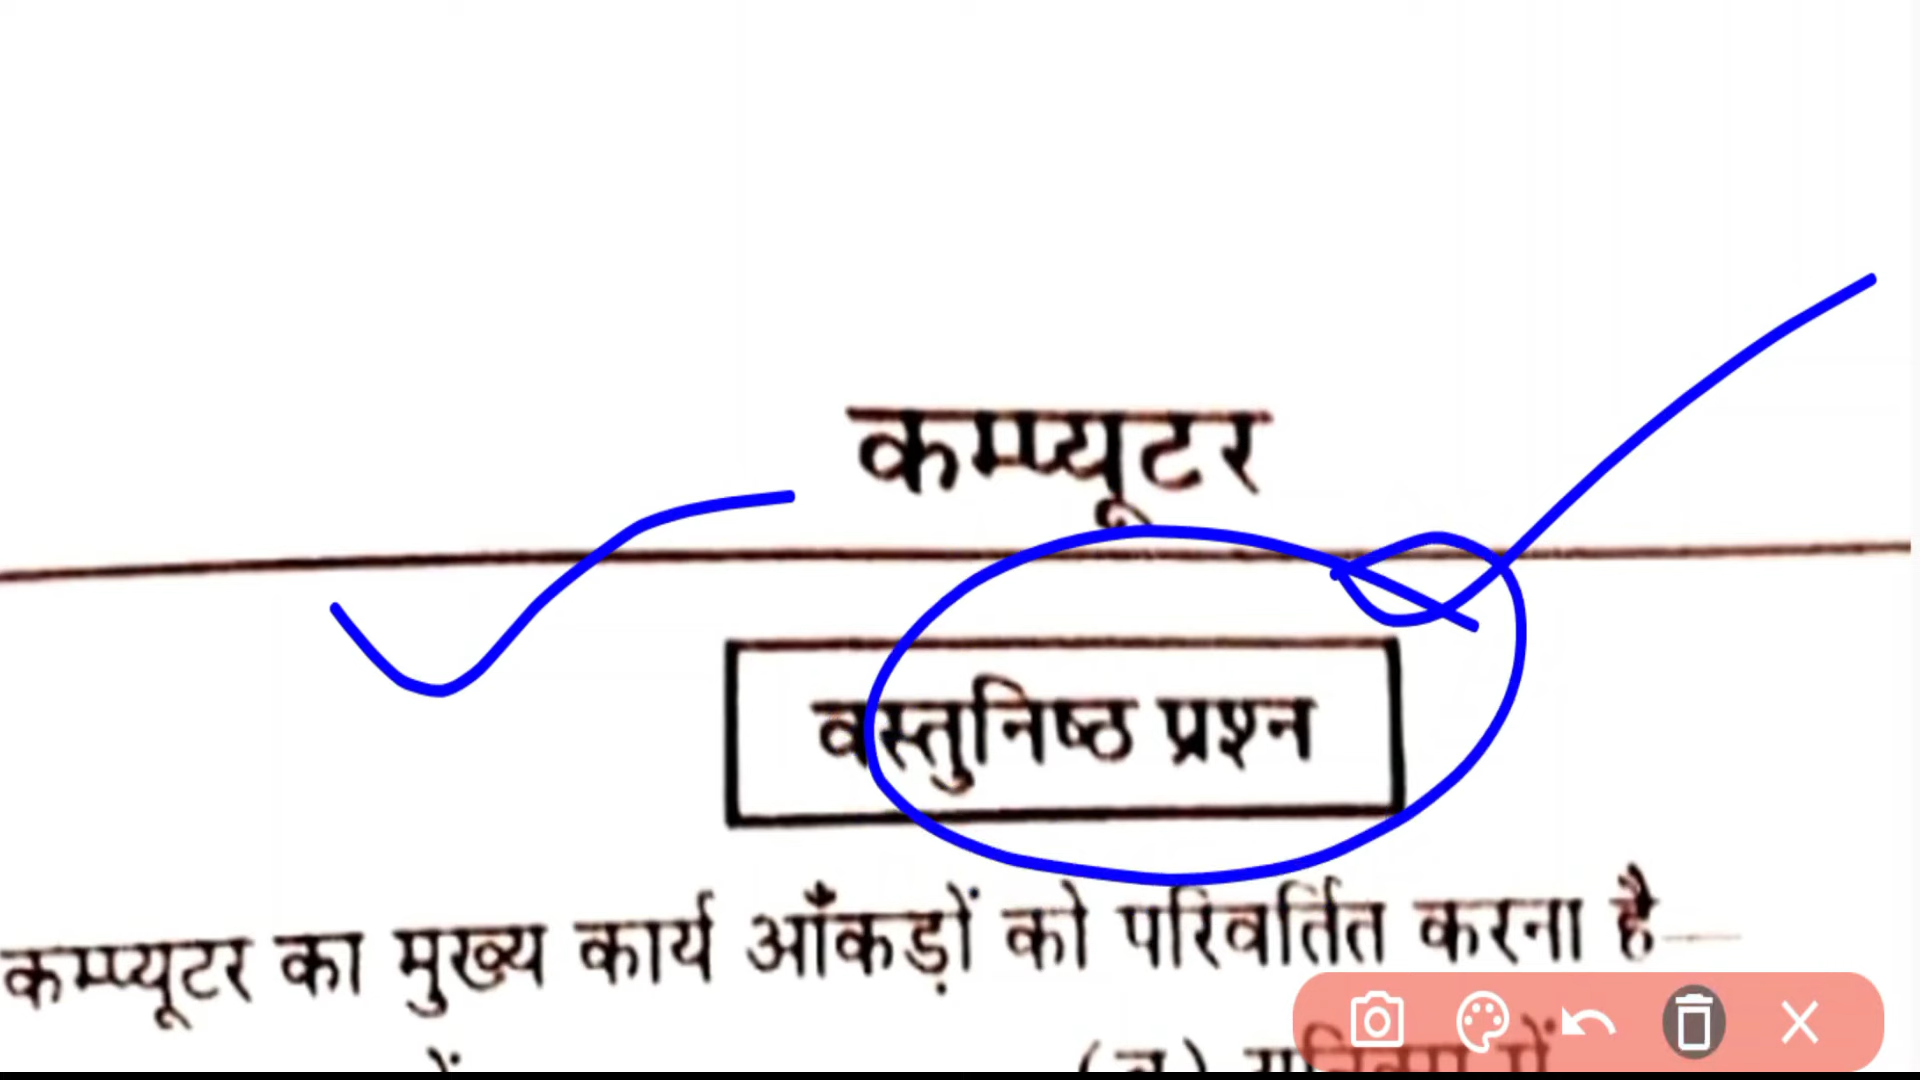 कम्प्यूटर
वस्तुनिष्ठ प्रश्न
कम्प्यूटर का मुख्य कार्य आँकड़ों को परिवर्तित करना है—
में
(ब) में